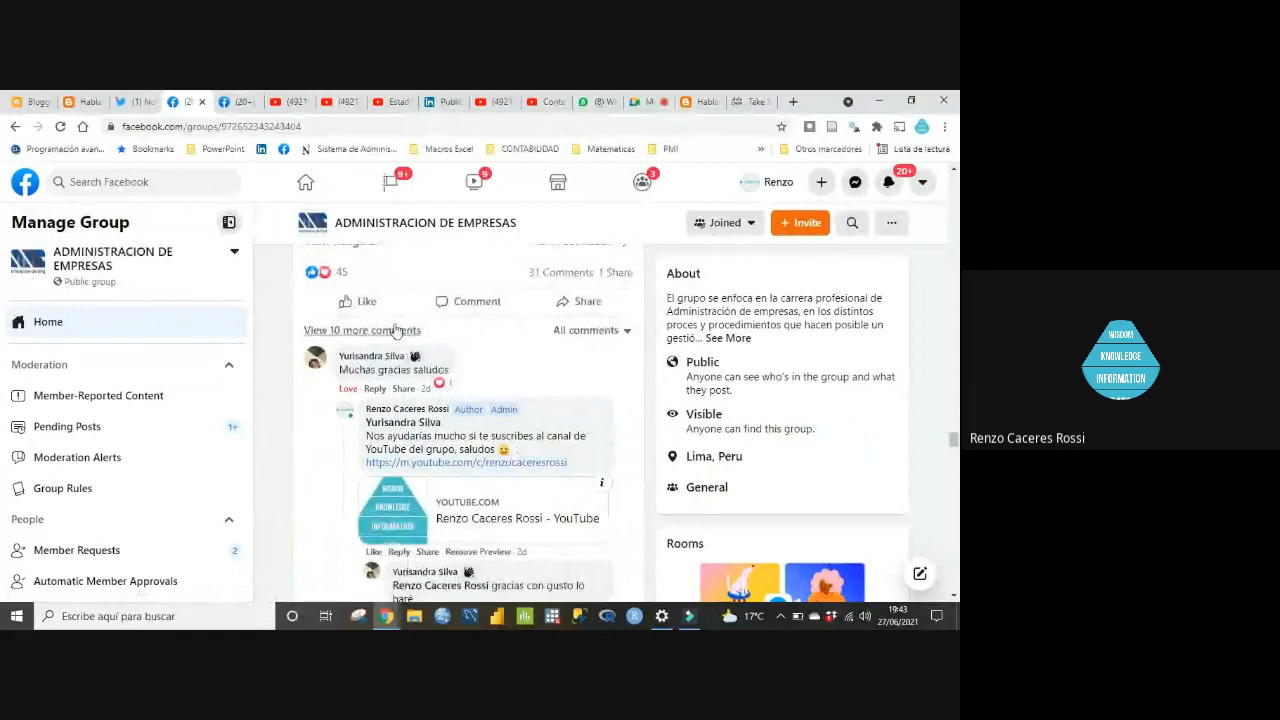 Blogg
Habla
(1) No
(2(
(20+)
(4921
(4921
Estad
Public
(4921
Conte
(8) W
M
Habla
Take S
facebook.com/groups/972652343243404
Programación avan...
Bookmarks
PowerPoint
Sistema de Adminis...
Macros Excel
CONTABILIDAD
Matematicas
PMI
»
Otros marcadores
Lista de lectura
Search Facebook
9+
9
3
Renzo
20+
Manage Group
ADMINISTRACION DE
EMPRESAS
Public group
Home
Moderation
Member-Reported Content
Pending Posts
1+
Moderation Alerts
Group Rules
People
Member Requests
2
Automatic Member Approvals
ADMINISTRACION DE EMPRESAS
Joined
+ Invite
45
31 Comments 1 Share
Like
Comment
Share
View 10 more comments
All comments
Yurisandra Silva
Muchas gracias saludos
1
Love · Reply · Share · 2d
Renzo Caceres Rossi Author Admin
Yurisandra Silva
Nos ayudarías mucho si te suscribes al canal de
YouTube del grupo, saludos 😉
https://m.youtube.com/c/renzocaceresrossi
WISDOM
KNOWLEDGE
INFORMATION
YOUTUBE.COM
Renzo Caceres Rossi - YouTube
Like Reply Share Remove Preview · 2d
Yurisandra Silva
Renzo Caceres Rossi gracias con gusto lo
haré
About
El grupo se enfoca en la carrera profesional de
Administración de empresas, en los distintos
proces y procedimientos que hacen posible un
gestió... See More
Public
Anyone can see who's in the group and what
they post.
Visible
Anyone can find this group.
Lima, Peru
General
Rooms
Escribe aquí para buscar
17°C
19:43
27/06/2021
WISDOM
KNOWLEDGE
INFORMATION
Renzo Caceres Rossi